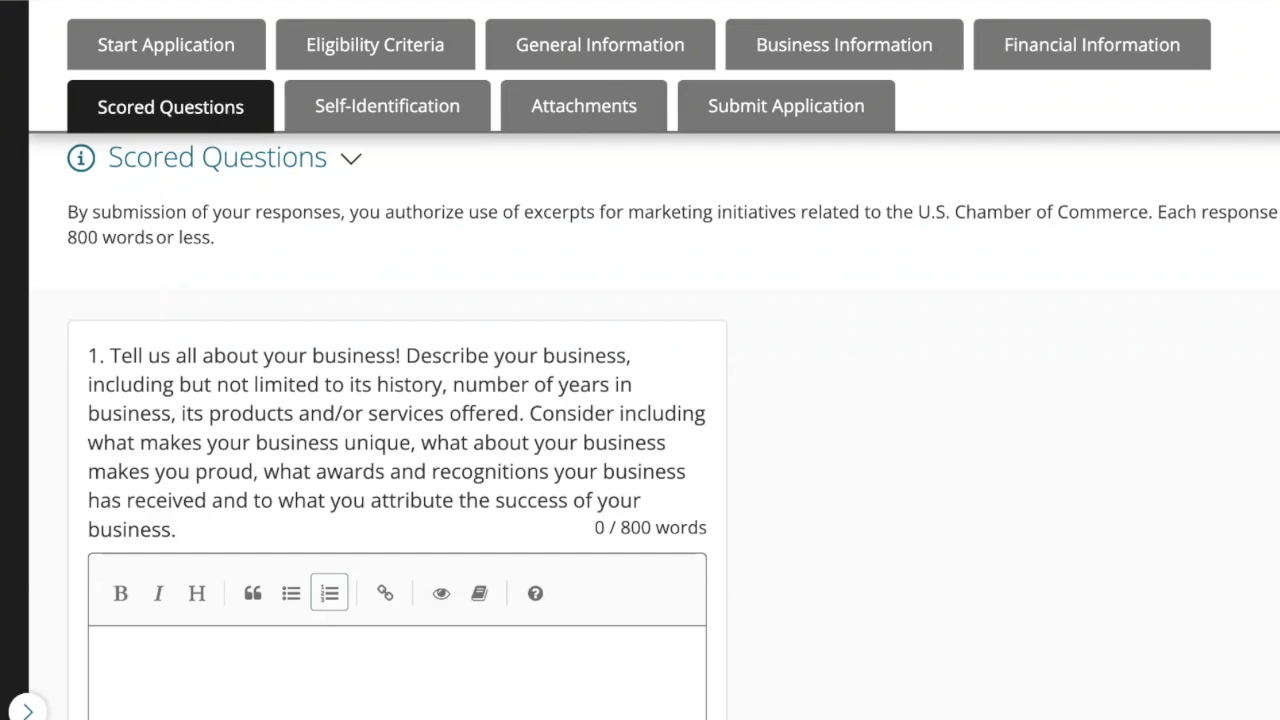 Start Application Eligibility Criteria General Information Business Information Financial Information
Scored Questions Self-Identification Attachments Submit Application
Scored Questions
By submission of your responses, you authorize use of excerpts for marketing initiatives related to the U.S. Chamber of Commerce. Each response
800 words or less.
1. Tell us all about your business! Describe your business,
including but not limited to its history, number of years in
business, its products and/or services offered. Consider including
what makes your business unique, what about your business
makes you proud, what awards and recognitions your business
has received and to what you attribute the success of your
business. 0 / 800 words
B I H